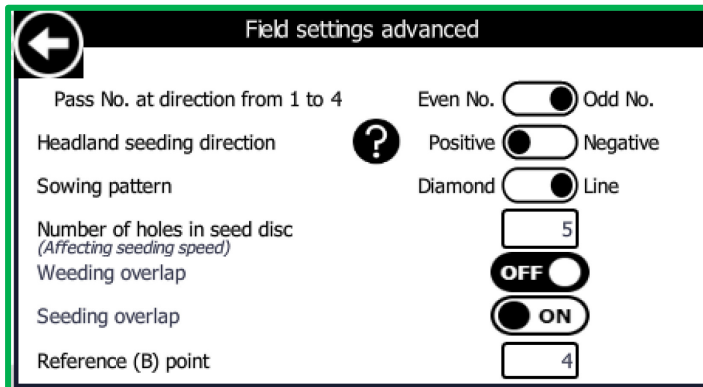 Field settings advanced
Pass No. at direction from 1 to 4 Even No. Odd No.
Headland seeding direction ? Positive Negative
Sowing pattern Diamond Line
Number of holes in seed disc 5
(Affecting seeding speed)
Weeding overlap OFF
Seeding overlap ON
Reference (B) point 4